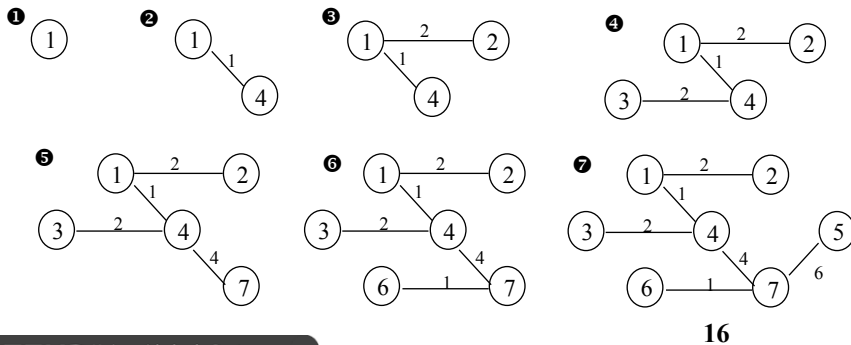 ❶ 1
❷ 1 1 4
❸ 1 2 2 1 4
❹ 1 2 2 1 3 2 4
❺ 1 2 2 1 3 2 4 4 7
❻ 1 2 2 1 3 2 4 4 6 1 7
❼ 1 2 2 1 3 2 4 5 4 6 6 1 7
16